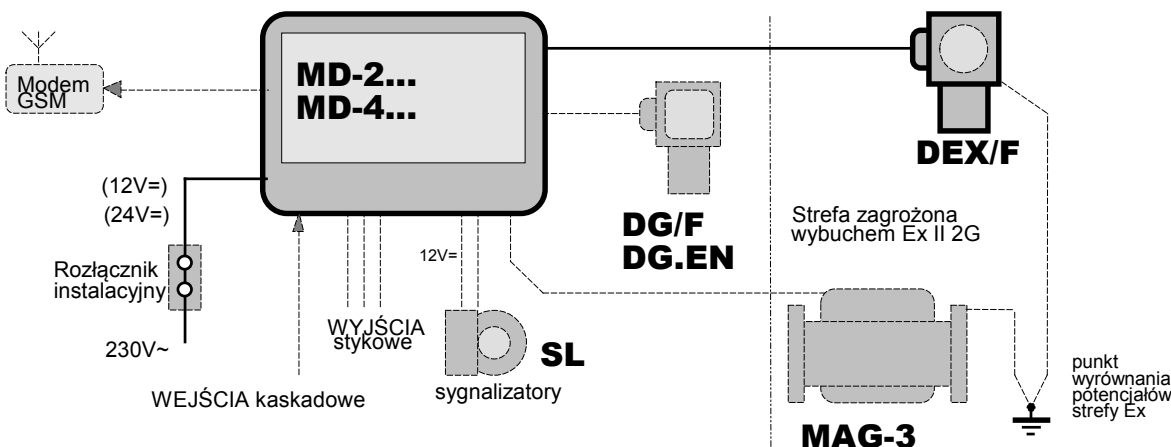 Modem
GSM
MD-2...
MD-4...
DEX/F
(12V=)
(24V=)
Rozłącznik
instalacyjny
230V~
WEJŚCIA kaskadowe
WYJŚCIA
stykowe
12V=
SL
sygnalizatory
DG/F
DG.EN
Strefa zagrożona
wybuchem Ex II 2G
MAG-3
punkt
wyrównania
potencjałów
strefy Ex